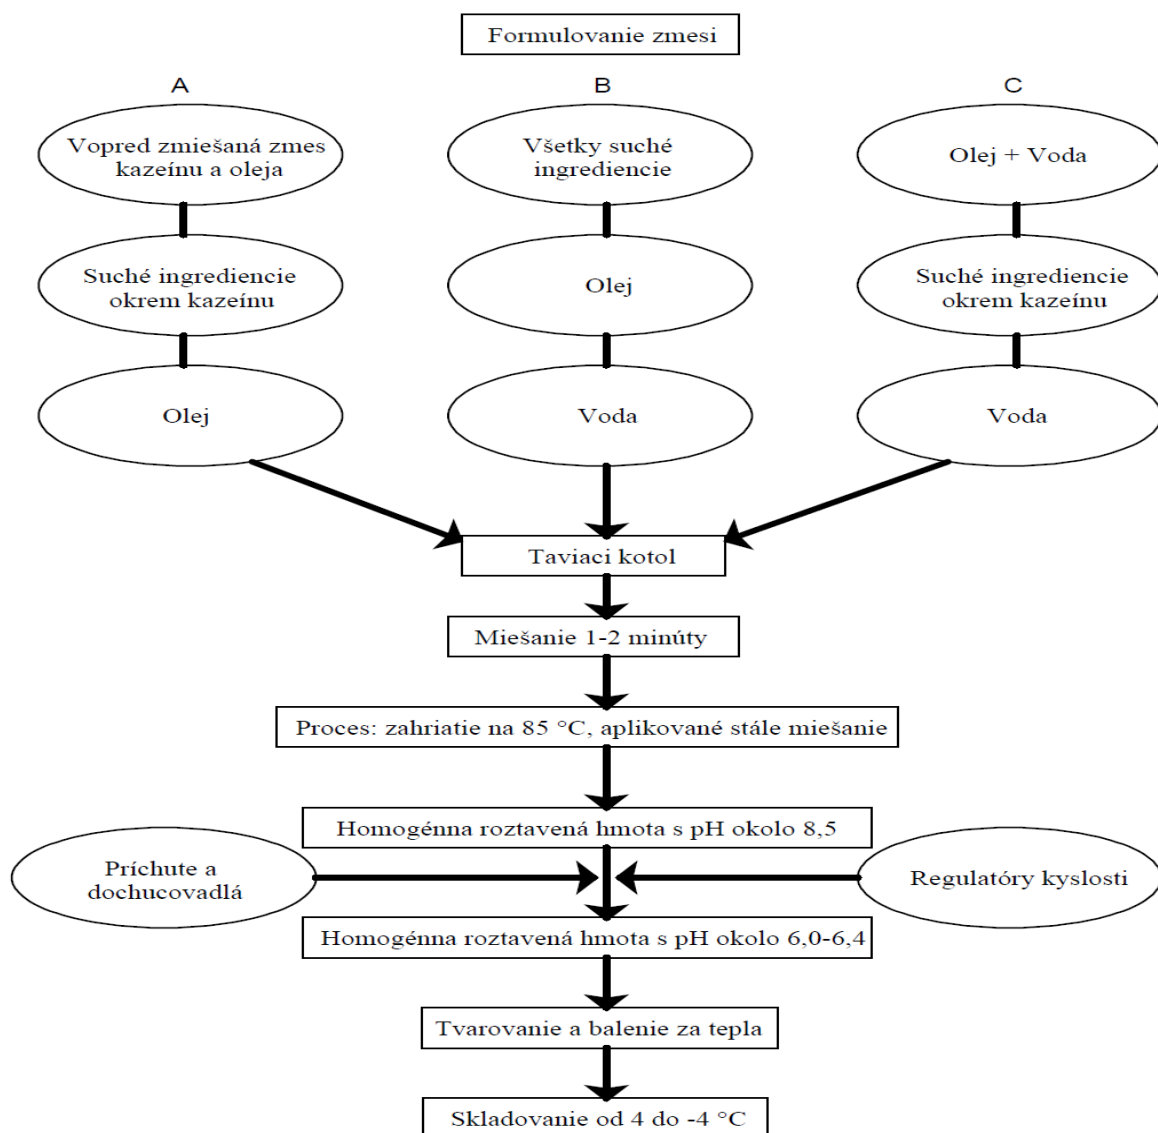 Formulovanie zmesi
A
B
C
Vopred zmiešaná zmes
kazeínu a oleja
Všetky suché
ingrediencie
Olej + Voda
Suché ingrediencie
okrem kazeínu
Olej
Suché ingrediencie
okrem kazeínu
Olej
Voda
Voda
Taviaci kotol
Miešanie 1-2 minúty
Proces: zahriatie na 85 °C, aplikované stále miešanie
Homogénna roztavená hmota s pH okolo 8,5
Príchute a
dochucovadlá
Regulatóry kyslosti
Homogénna roztavená hmota s pH okolo 6,0-6,4
Tvarovanie a balenie za tepla
Skladovanie od 4 do -4 °C